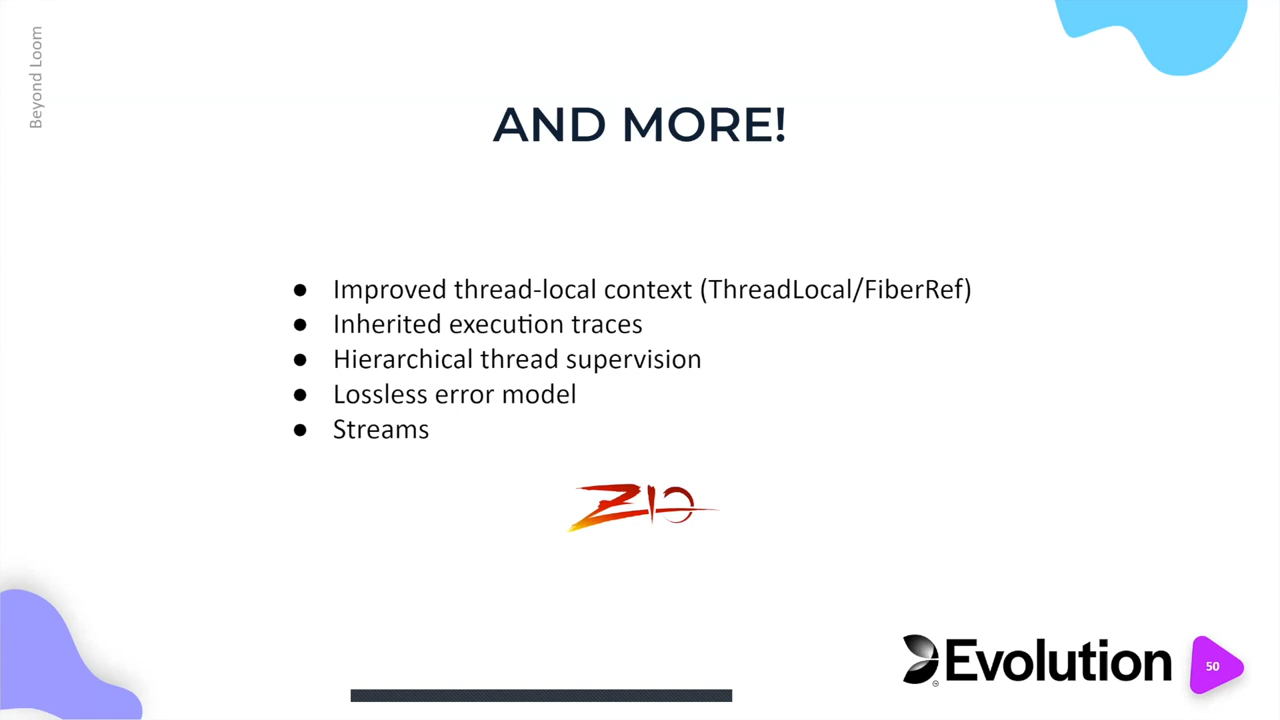 Beyond Loom
AND MORE!
● Improved thread-local context (ThreadLocal/FiberRef)
● Inherited execution traces
● Hierarchical thread supervision
● Lossless error model
● Streams
ZIO
Evolution
50